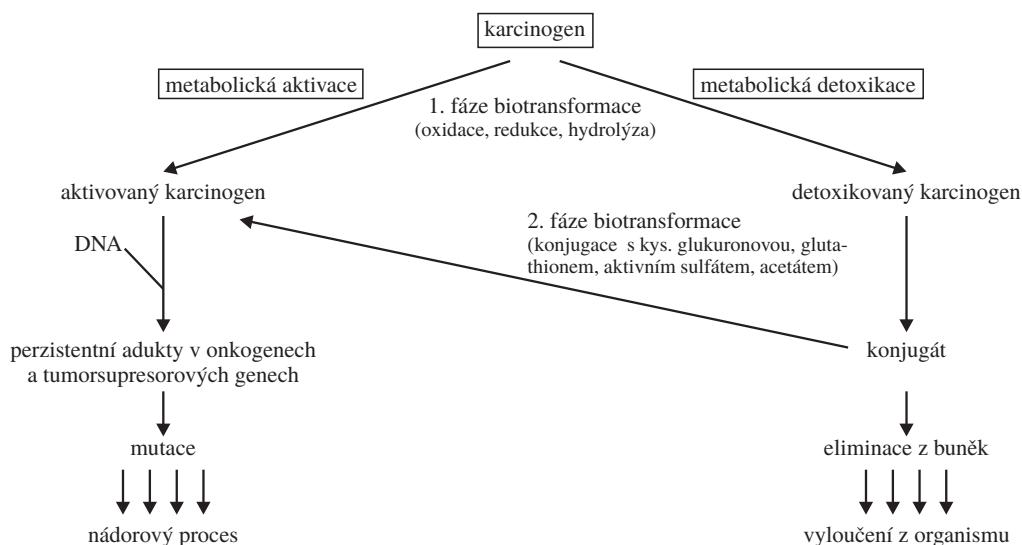 karcinogen
metabolická aktivace
metabolická detoxikace
1. fáze biotransformace
(oxidace, redukce, hydrolýza)
aktivovaný karcinogen
detoxikovaný karcinogen
DNA
2. fáze biotransformace
(konjugace s kys. glukuronovou, gluta-
thionem, aktivním sulfátem, acetátem)
perzistentní adukty v onkogenech
a tumorsupresorových genech
konjugát
mutace
eliminace z buněk
nádorový proces
vyloučení z organismu